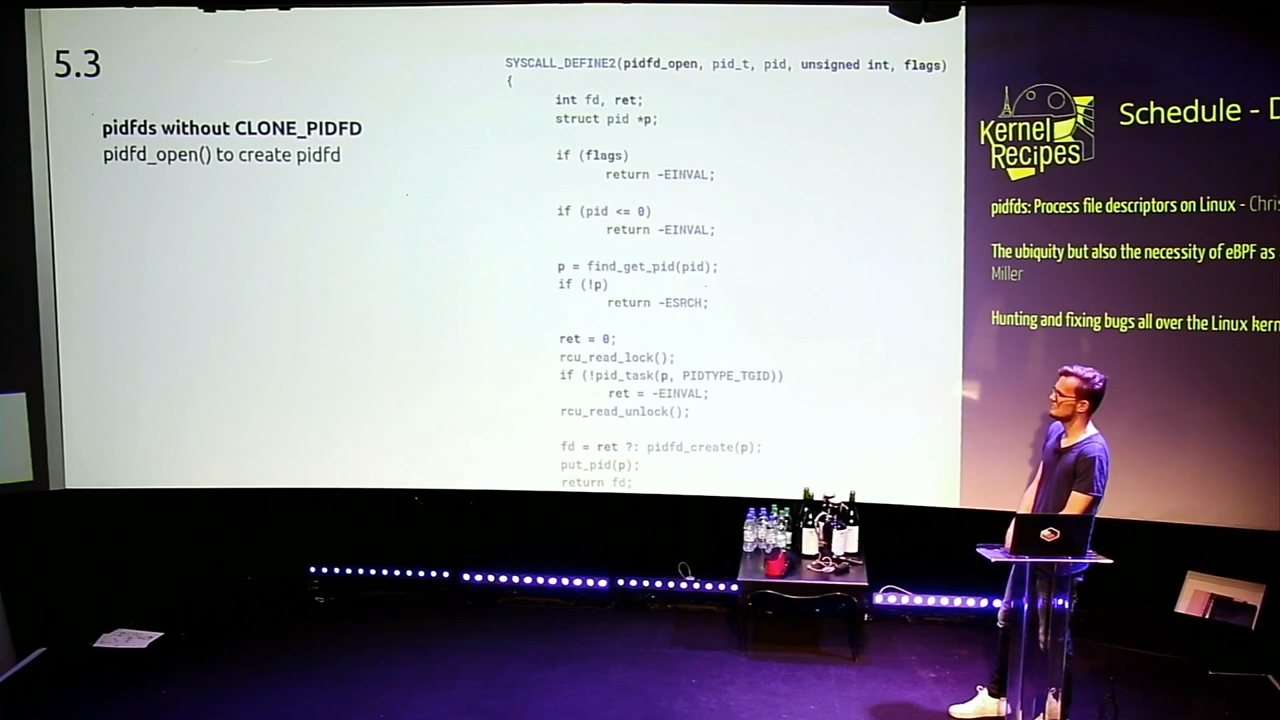 5.3
pidfds without CLONE_PIDFD
pidfd_open() to create pidfd
SYSCALL_DEFINE2(pidfd_open, pid_t, pid, unsigned int, flags)
{
int fd, ret;
struct pid *p;
if (flags)
return -EINVAL;
if (pid <= 0)
return -EINVAL;
p = find_get_pid(pid);
if (!p)
return -ESRCH;
ret = 0;
rcu_read_lock();
if (!pid_task(p, PIDTYPE_TGID))
ret = -EINVAL;
rcu_read_unlock();
fd = ret ?: pidfd_create(p);
put_pid(p);
return fd;
Kernel
Recipes
Schedule -
pidfds: Process file descriptors on Linux - Chris
The ubiquity but also the necessity of eBPF as
Miller
Hunting and fixing bugs all over the Linux kern